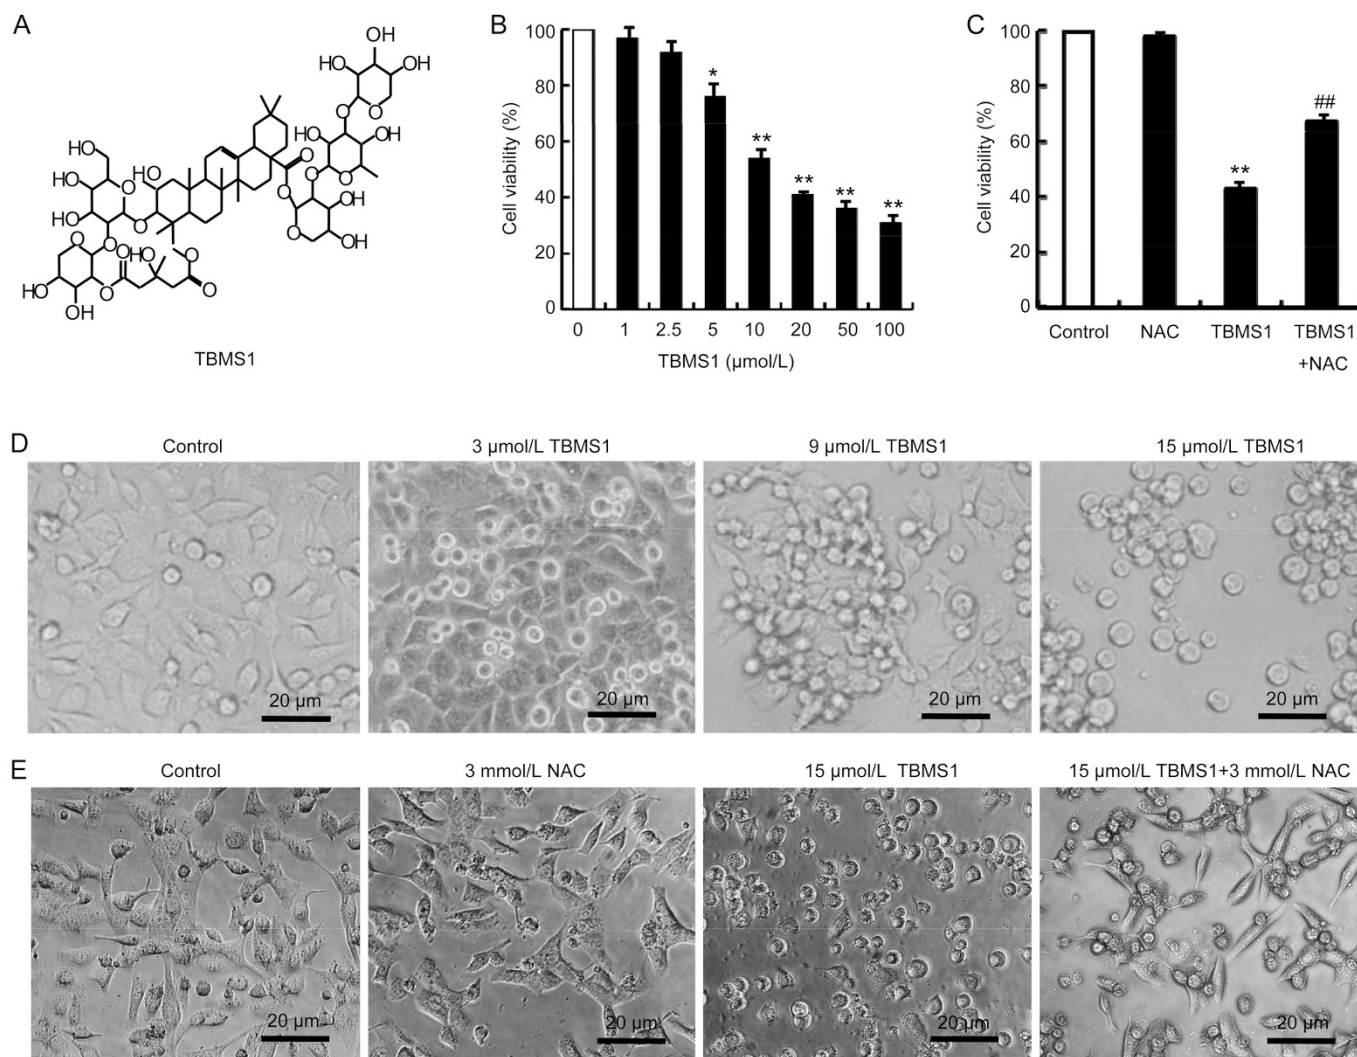 A
OH
HO
OH
HO
O
O
O
HO
OH
O
HO
HO
HO
O
HO
O
O
O
O
OH
HO
O
O
O
OH
O
O
HO
O
O
HO
O
O
HO
OH
TBMS1
B
Cell viability (%)
100
80
60
40
20
0
*
**
**
**
**
0 1 2.5 5 10 20 50 100
TBMS1 (µmol/L)
C
Cell viability (%)
100
80
60
40
20
0
**
##
Control NAC TBMS1 TBMS1
+NAC
D
Control 3 µmol/L TBMS1 9 µmol/L TBMS1 15 µmol/L TBMS1
20 µm 20 µm 20 µm 20 µm
E
Control 3 mmol/L NAC 15 µmol/L TBMS1 15 µmol/L TBMS1+3 mmol/L NAC
20 µm 20 µm 20 µm 20 µm